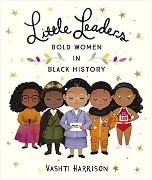 Little Leaders
BOLD WOMEN
IN
BLACK HISTORY
VASHTI HARRISON